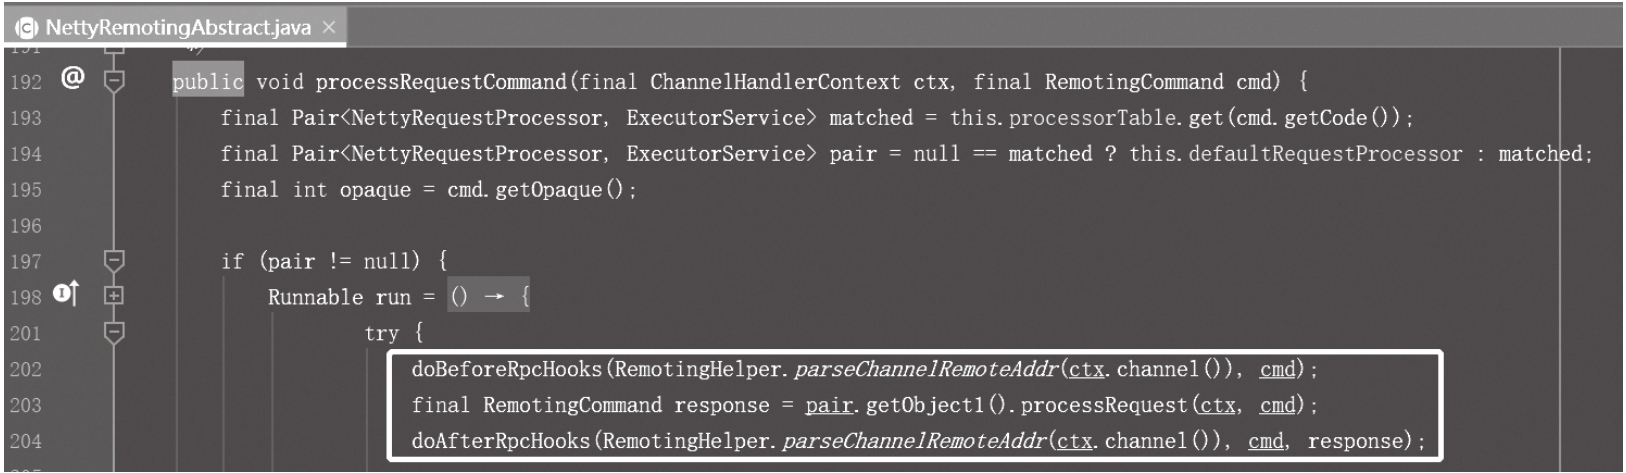 NettyRemotingAbstract.java ×
191 */
192 @ public void processRequestCommand(final ChannelHandlerContext ctx, final RemotingCommand cmd) {
193 final Pair<NettyRequestProcessor, ExecutorService> matched = this.processorTable.get(cmd.getCode());
194 final Pair<NettyRequestProcessor, ExecutorService> pair = null == matched ? this.defaultRequestProcessor : matched;
195 final int opaque = cmd.getOpaque();
196
197 if (pair != null) {
198 Runnable run = () → {
201 try {
202 doBeforeRpcHooks(RemotingHelper.parseChannelRemoteAddr(ctx.channel()), cmd);
203 final RemotingCommand response = pair.getObject1().processRequest(ctx, cmd);
204 doAfterRpcHooks(RemotingHelper.parseChannelRemoteAddr(ctx.channel()), cmd, response);